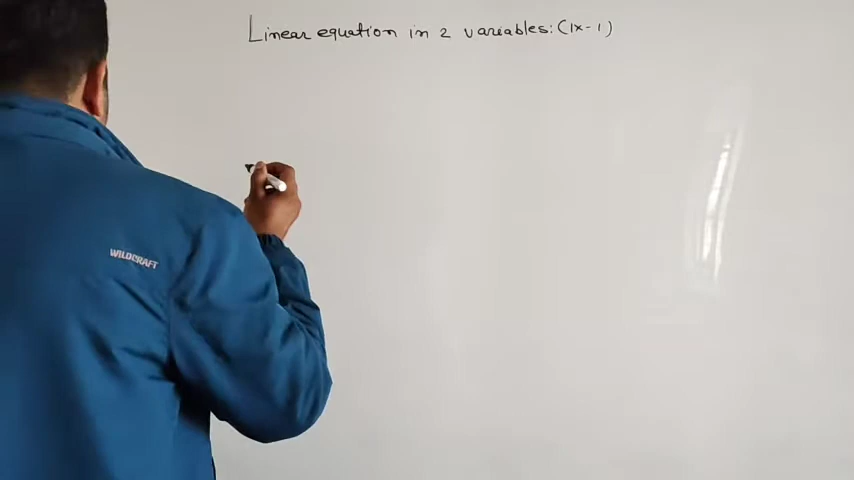 Linear equation in 2 variables: (IX-1)
WILDCRAFT